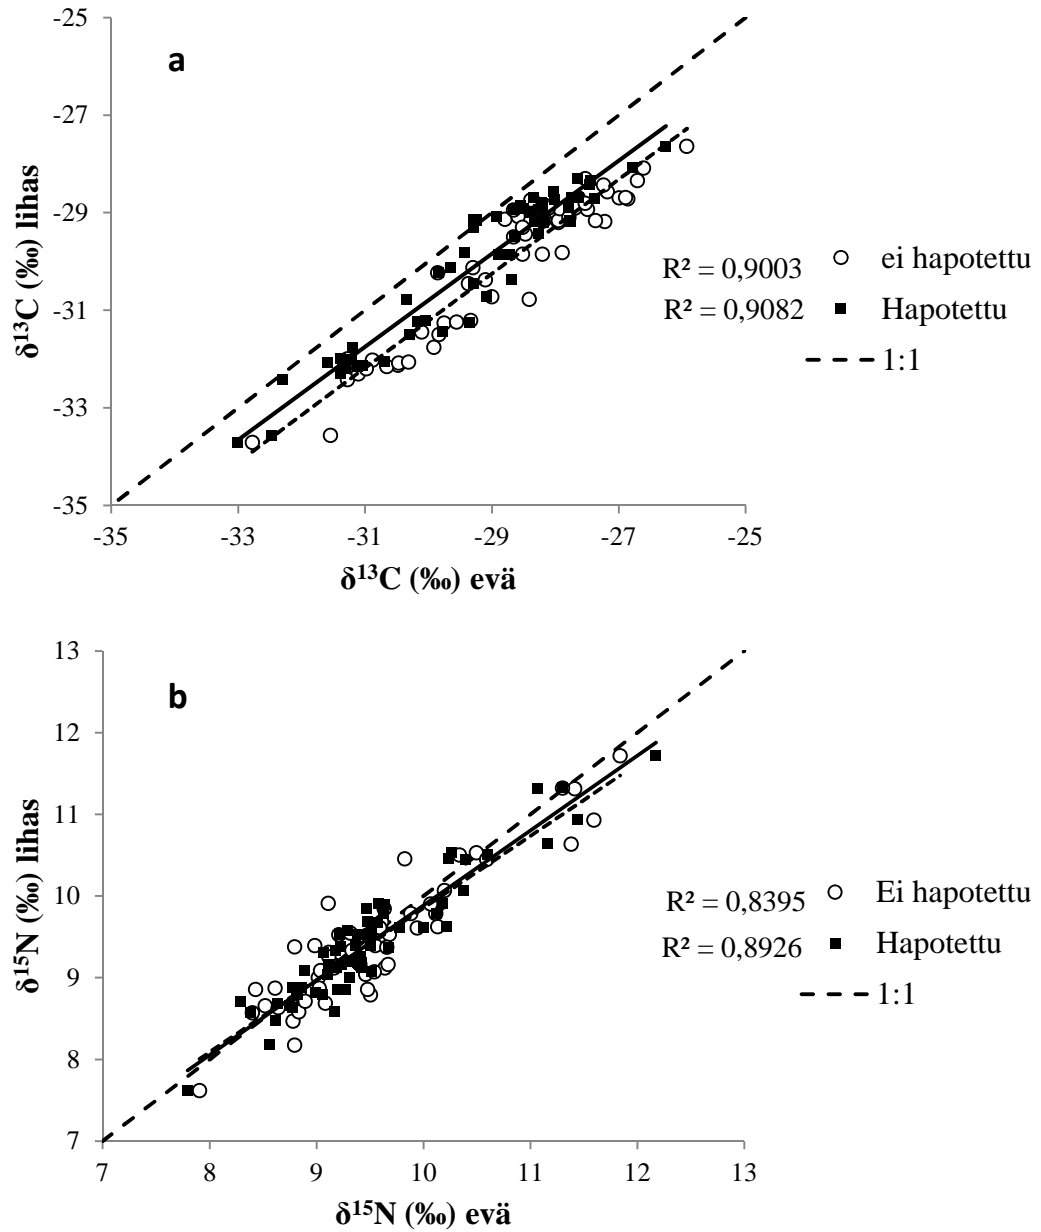 a
-25
-27
-29
-31
-33
-35
δ¹³C (‰) lihas
-35 -33 -31 -29 -27 -25
δ¹³C (‰) evä
R² = 0,9003 ei hapotettu
R² = 0,9082 Hapotettu
1:1
b
13
12
11
10
9
8
7
δ¹⁵N (‰) lihas
7 8 9 10 11 12 13
δ¹⁵N (‰) evä
R² = 0,8395 Ei hapotettu
R² = 0,8926 Hapotettu
1:1